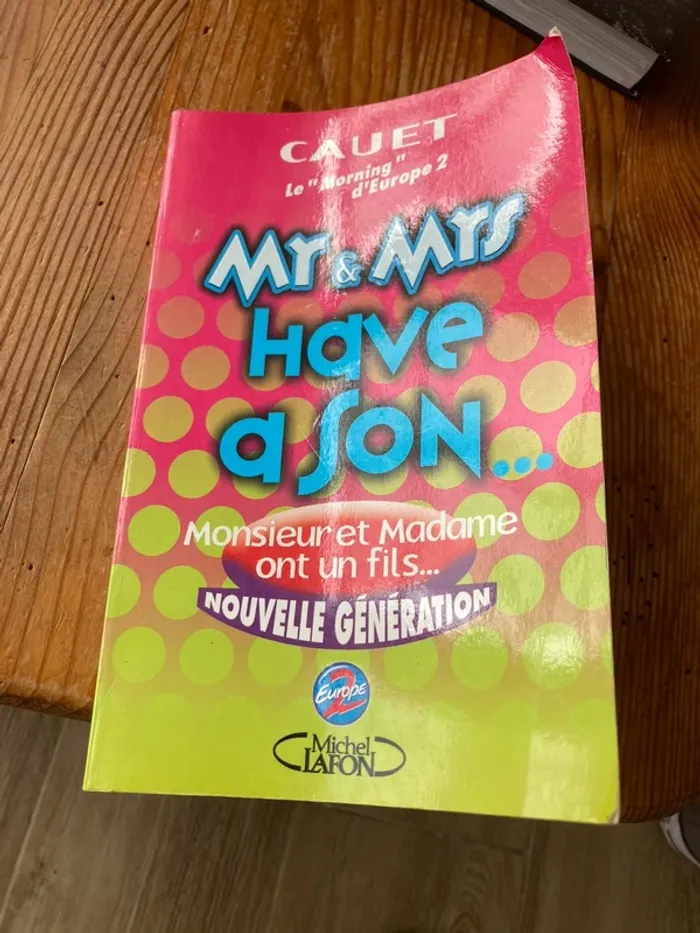 CAUET
Le "Morning"
d'Europe 2
Mr & Mrs
Have
a Son...
Monsieur et Madame
ont un fils...
NOUVELLE GÉNÉRATION
Europe 2
Michel
LAFON